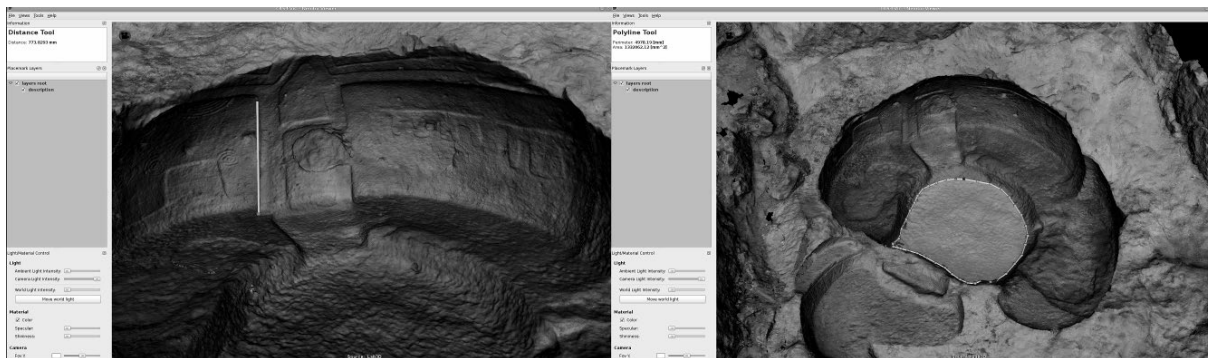 File Views Tools Help
Information
Distance Tool
Placemark Layers
layers root
description
Light/Material Control
Light
Ambient Light Intensity
Camera Light Intensity
World Light Intensity
Move world light
Material
Color
Specular
Shininess
Camera
File Views Tools Help
Information
Polyline Tool
Placemark Layers
layers root
description
Light/Material Control
Light
Ambient Light Intensity
Camera Light Intensity
World Light Intensity
Move world light
Material
Color
Specular
Shininess
Camera